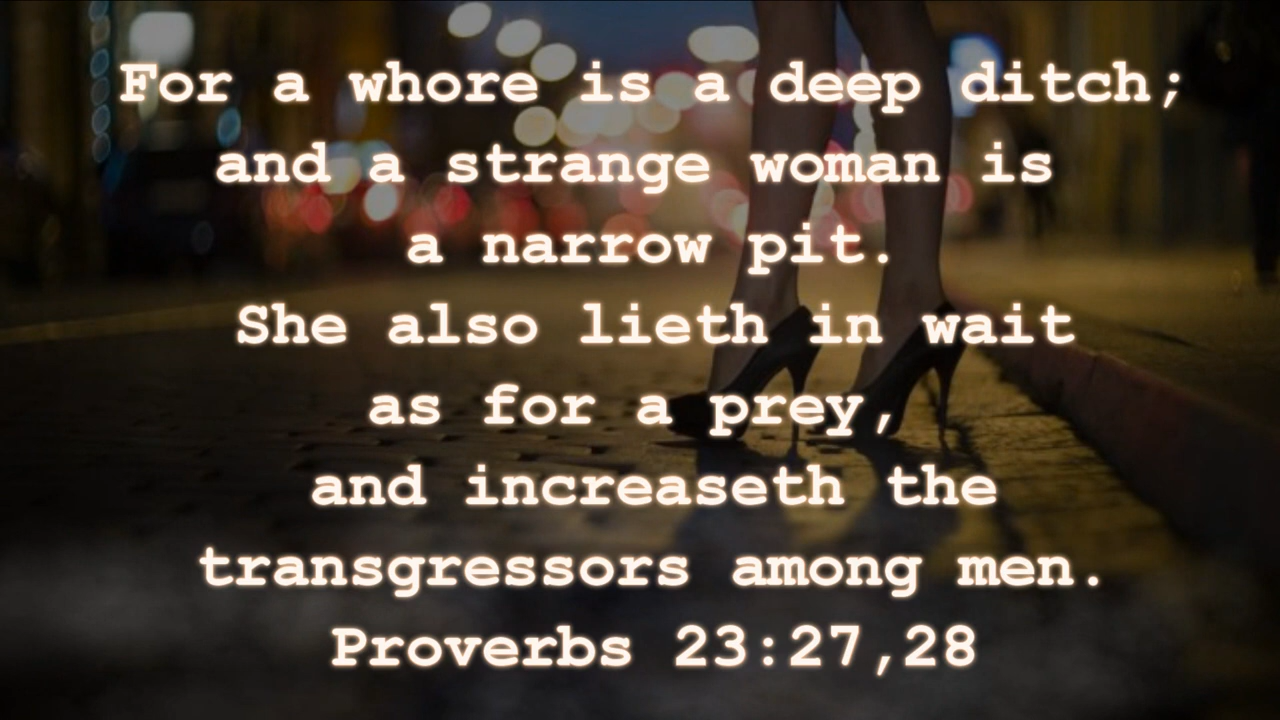 For a whore is a deep ditch;
and a strange woman is
a narrow pit.
She also lieth in wait
as for a prey,
and increaseth the
transgressors among men.
Proverbs 23:27,28